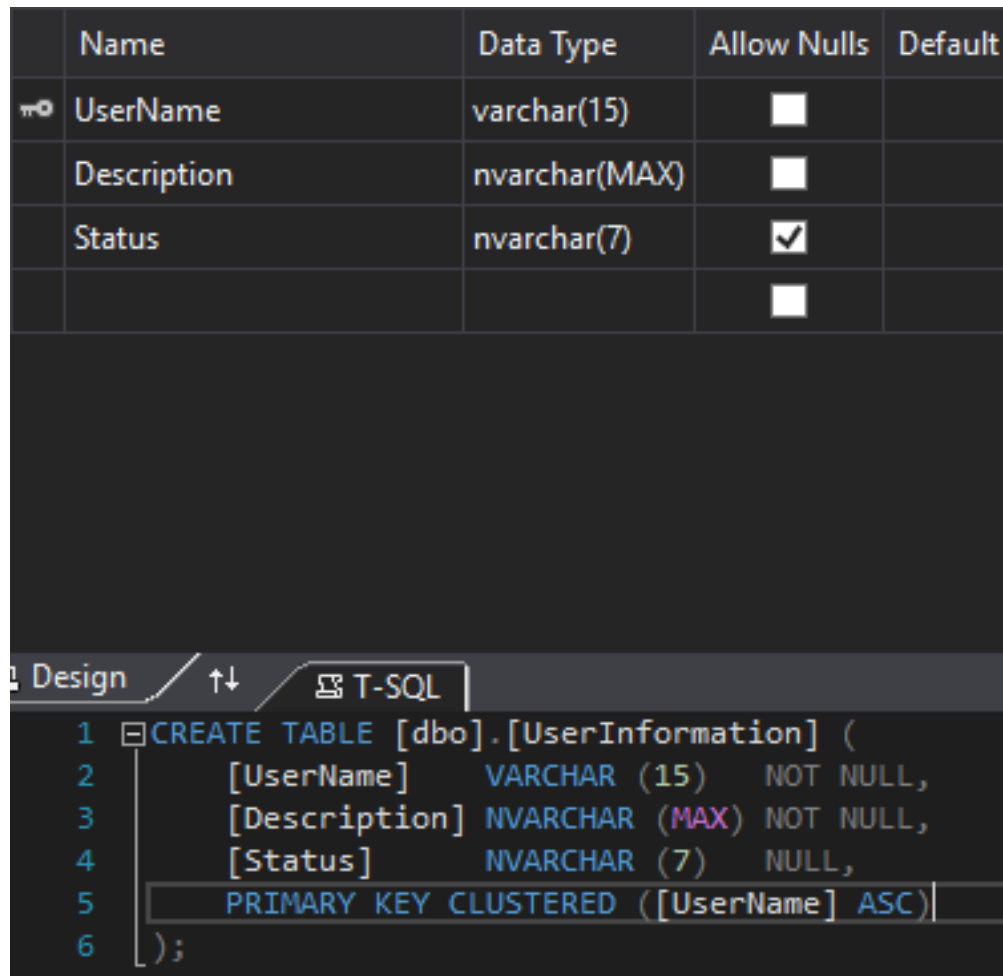 Name Data Type Allow Nulls Default
UserName varchar(15)
Description nvarchar(MAX)
Status nvarchar(7)
Design T-SQL
1 CREATE TABLE [dbo].[UserInformation] (
2 [UserName] VARCHAR (15) NOT NULL,
3 [Description] NVARCHAR (MAX) NOT NULL,
4 [Status] NVARCHAR (7) NULL,
5 PRIMARY KEY CLUSTERED ([UserName] ASC)
6 );